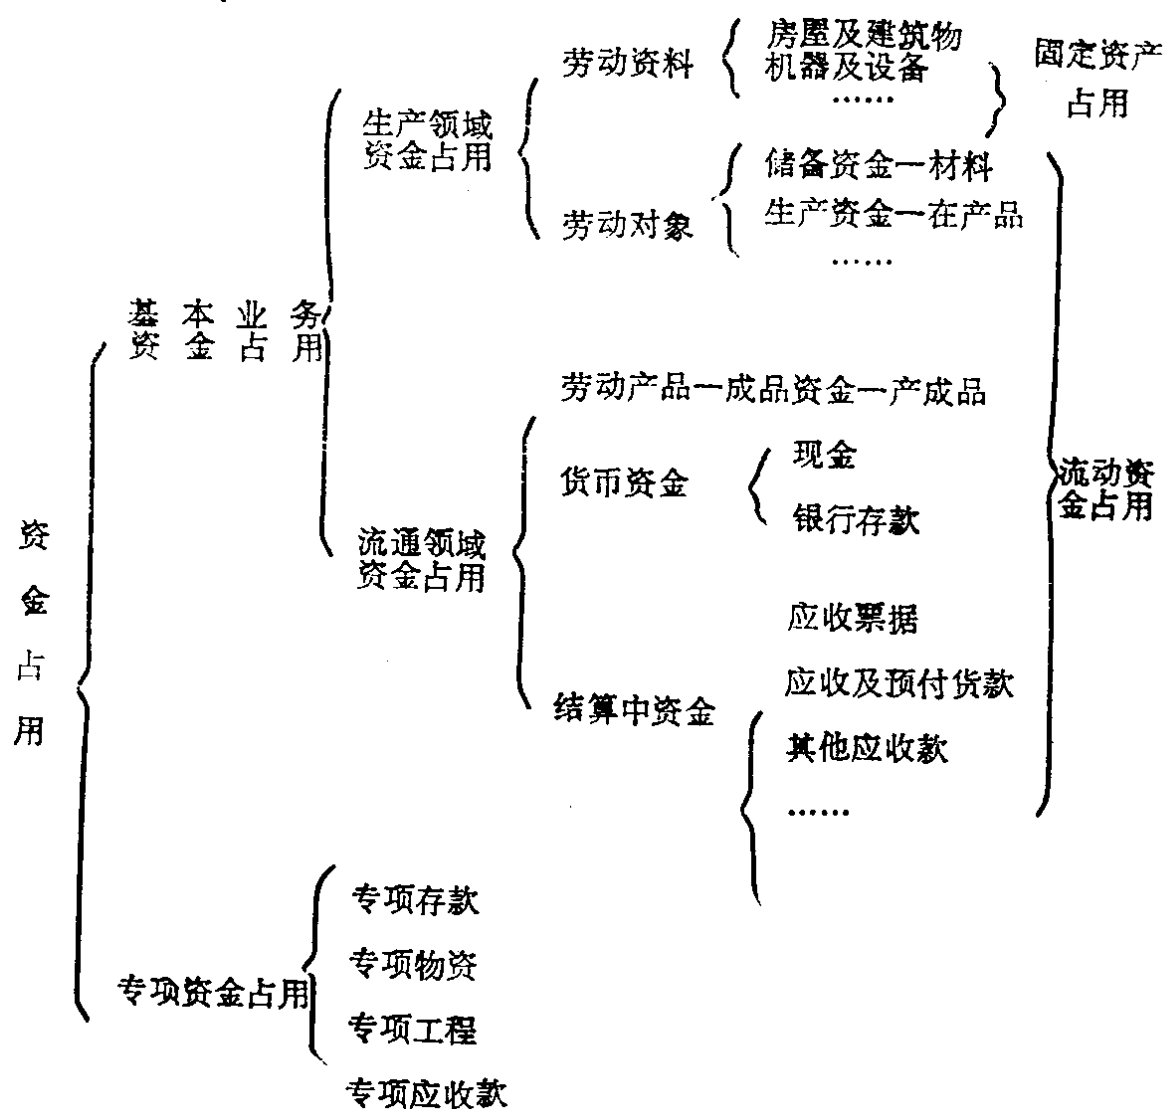 房屋及建筑物
劳动资料
机器及设备
……
固定资产
占用
生产领域
资金占用
储备资金一材料
劳动对象
生产资金一在产品
……
基本业务
资金占用
劳动产品一成品资金一产成品
现金
货币资金
银行存款
流动资
金占用
流通领域
资金占用
应收票据
应收及预付货款
结算中资金
其他应收款
……
资金占用
专项存款
专项物资
专项资金占用
专项工程
专项应收款